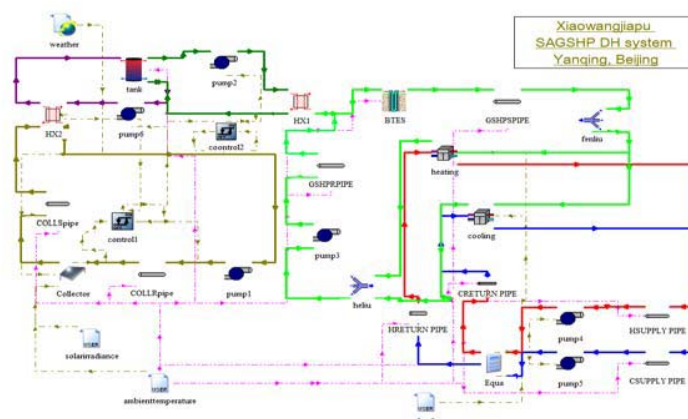 Xiaowangjiapu
SAGSHP DH system
Yanqing, Beijing
weather
tank
pump2
HX1
BTES
GSHPSPIPE
fenliu
HX2
pump6
coontrol2
heating
GSHPRPIPE
COLLSpipe
control1
cooling
pump3
Collector
COLLRpipe
pump1
heliu
CRETURN PIPE
HRETURN PIPE
HSUPPLY PIPE
pump4
solarirradiance
Equa
pump5
CSUPPLY PIPE
ambienttemperature